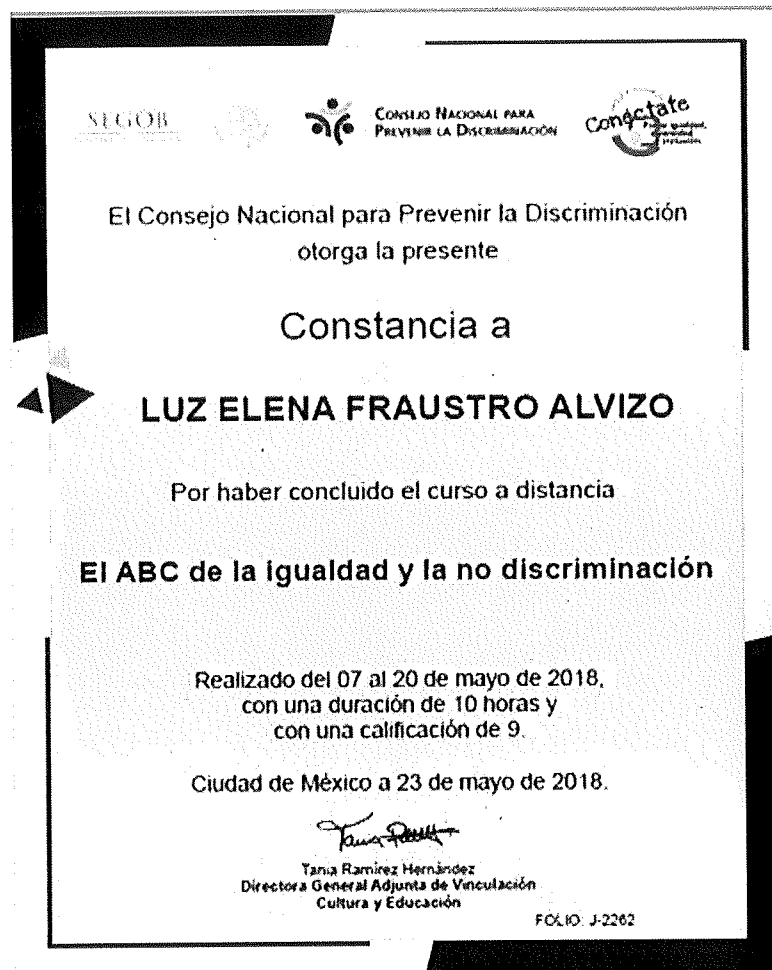 SEGOB
CONSEJO NACIONAL PARA
PREVENIR LA DISCRIMINACIÓN
Conéctate
El Consejo Nacional para Prevenir la Discriminación
otorga la presente
Constancia a
LUZ ELENA FRAUSTRO ALVIZO
Por haber concluido el curso a distancia
El ABC de la igualdad y la no discriminación
Realizado del 07 al 20 de mayo de 2018,
con una duración de 10 horas y
con una calificación de 9.
Ciudad de México a 23 de mayo de 2018.
Tania Ramírez Hernández
Directora General Adjunta de Vinculación
Cultura y Educación
FOLIO: J-2262